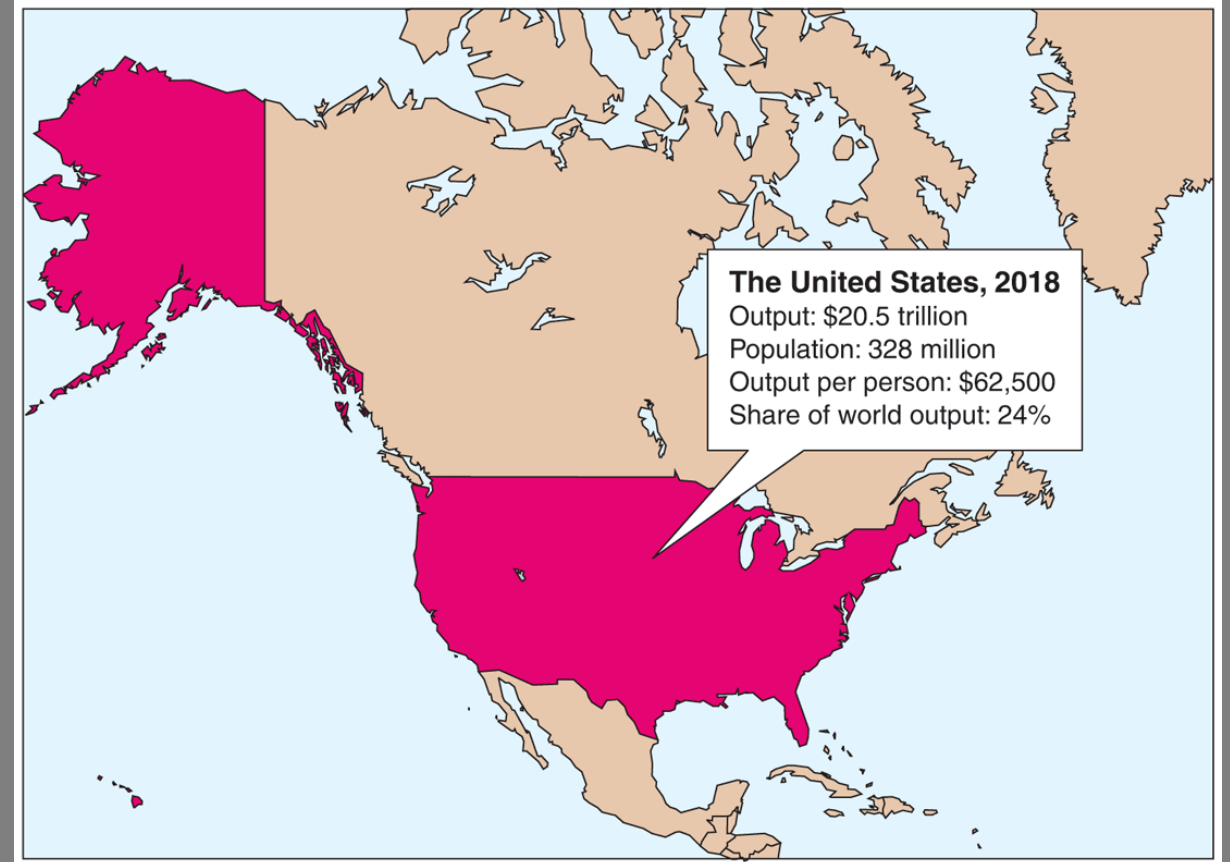 The United States, 2018
Output: $20.5 trillion
Population: 328 million
Output per person: $62,500
Share of world output: 24%